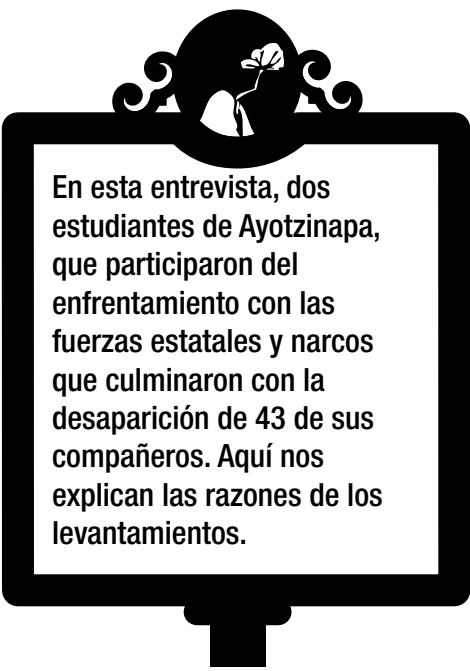 En esta entrevista, dos
estudiantes de Ayotzinapa,
que participaron del
enfrentamiento con las
fuerzas estatales y narcos
que culminaron con la
desaparición de 43 de sus
compañeros. Aquí nos
explican las razones de los
levantamientos.